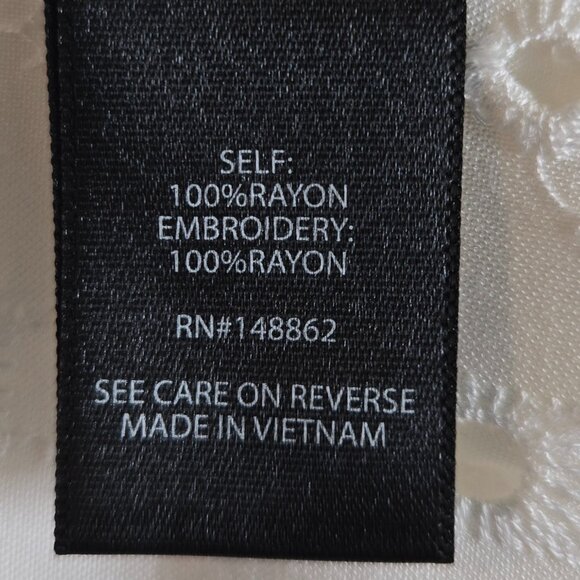 SELF:
100%RAYON
EMBROIDERY:
100%RAYON
RN#148862
SEE CARE ON REVERSE
MADE IN VIETNAM